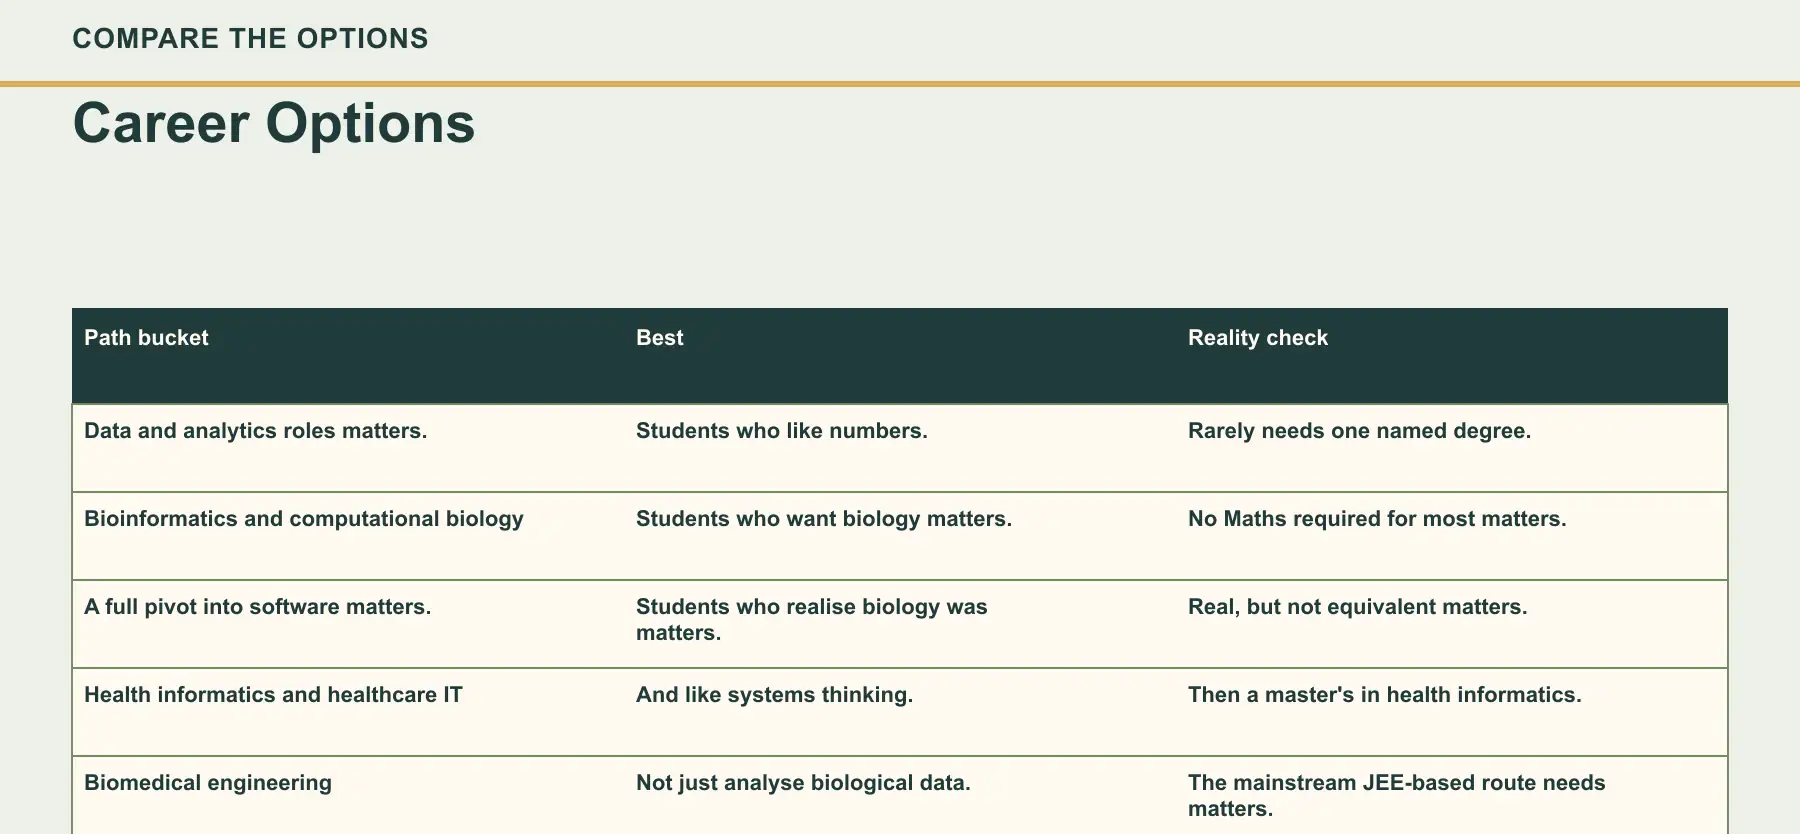 COMPARE THE OPTIONS
Career Options
Path bucket
Best
Reality check
Data and analytics roles matters.
Students who like numbers.
Rarely needs one named degree.
Bioinformatics and computational biology
Students who want biology matters.
No Maths required for most matters.
A full pivot into software matters.
Students who realise biology was
matters.
Real, but not equivalent matters.
Health informatics and healthcare IT
And like systems thinking.
Then a master's in health informatics.
Biomedical engineering
Not just analyse biological data.
The mainstream JEE-based route needs
matters.